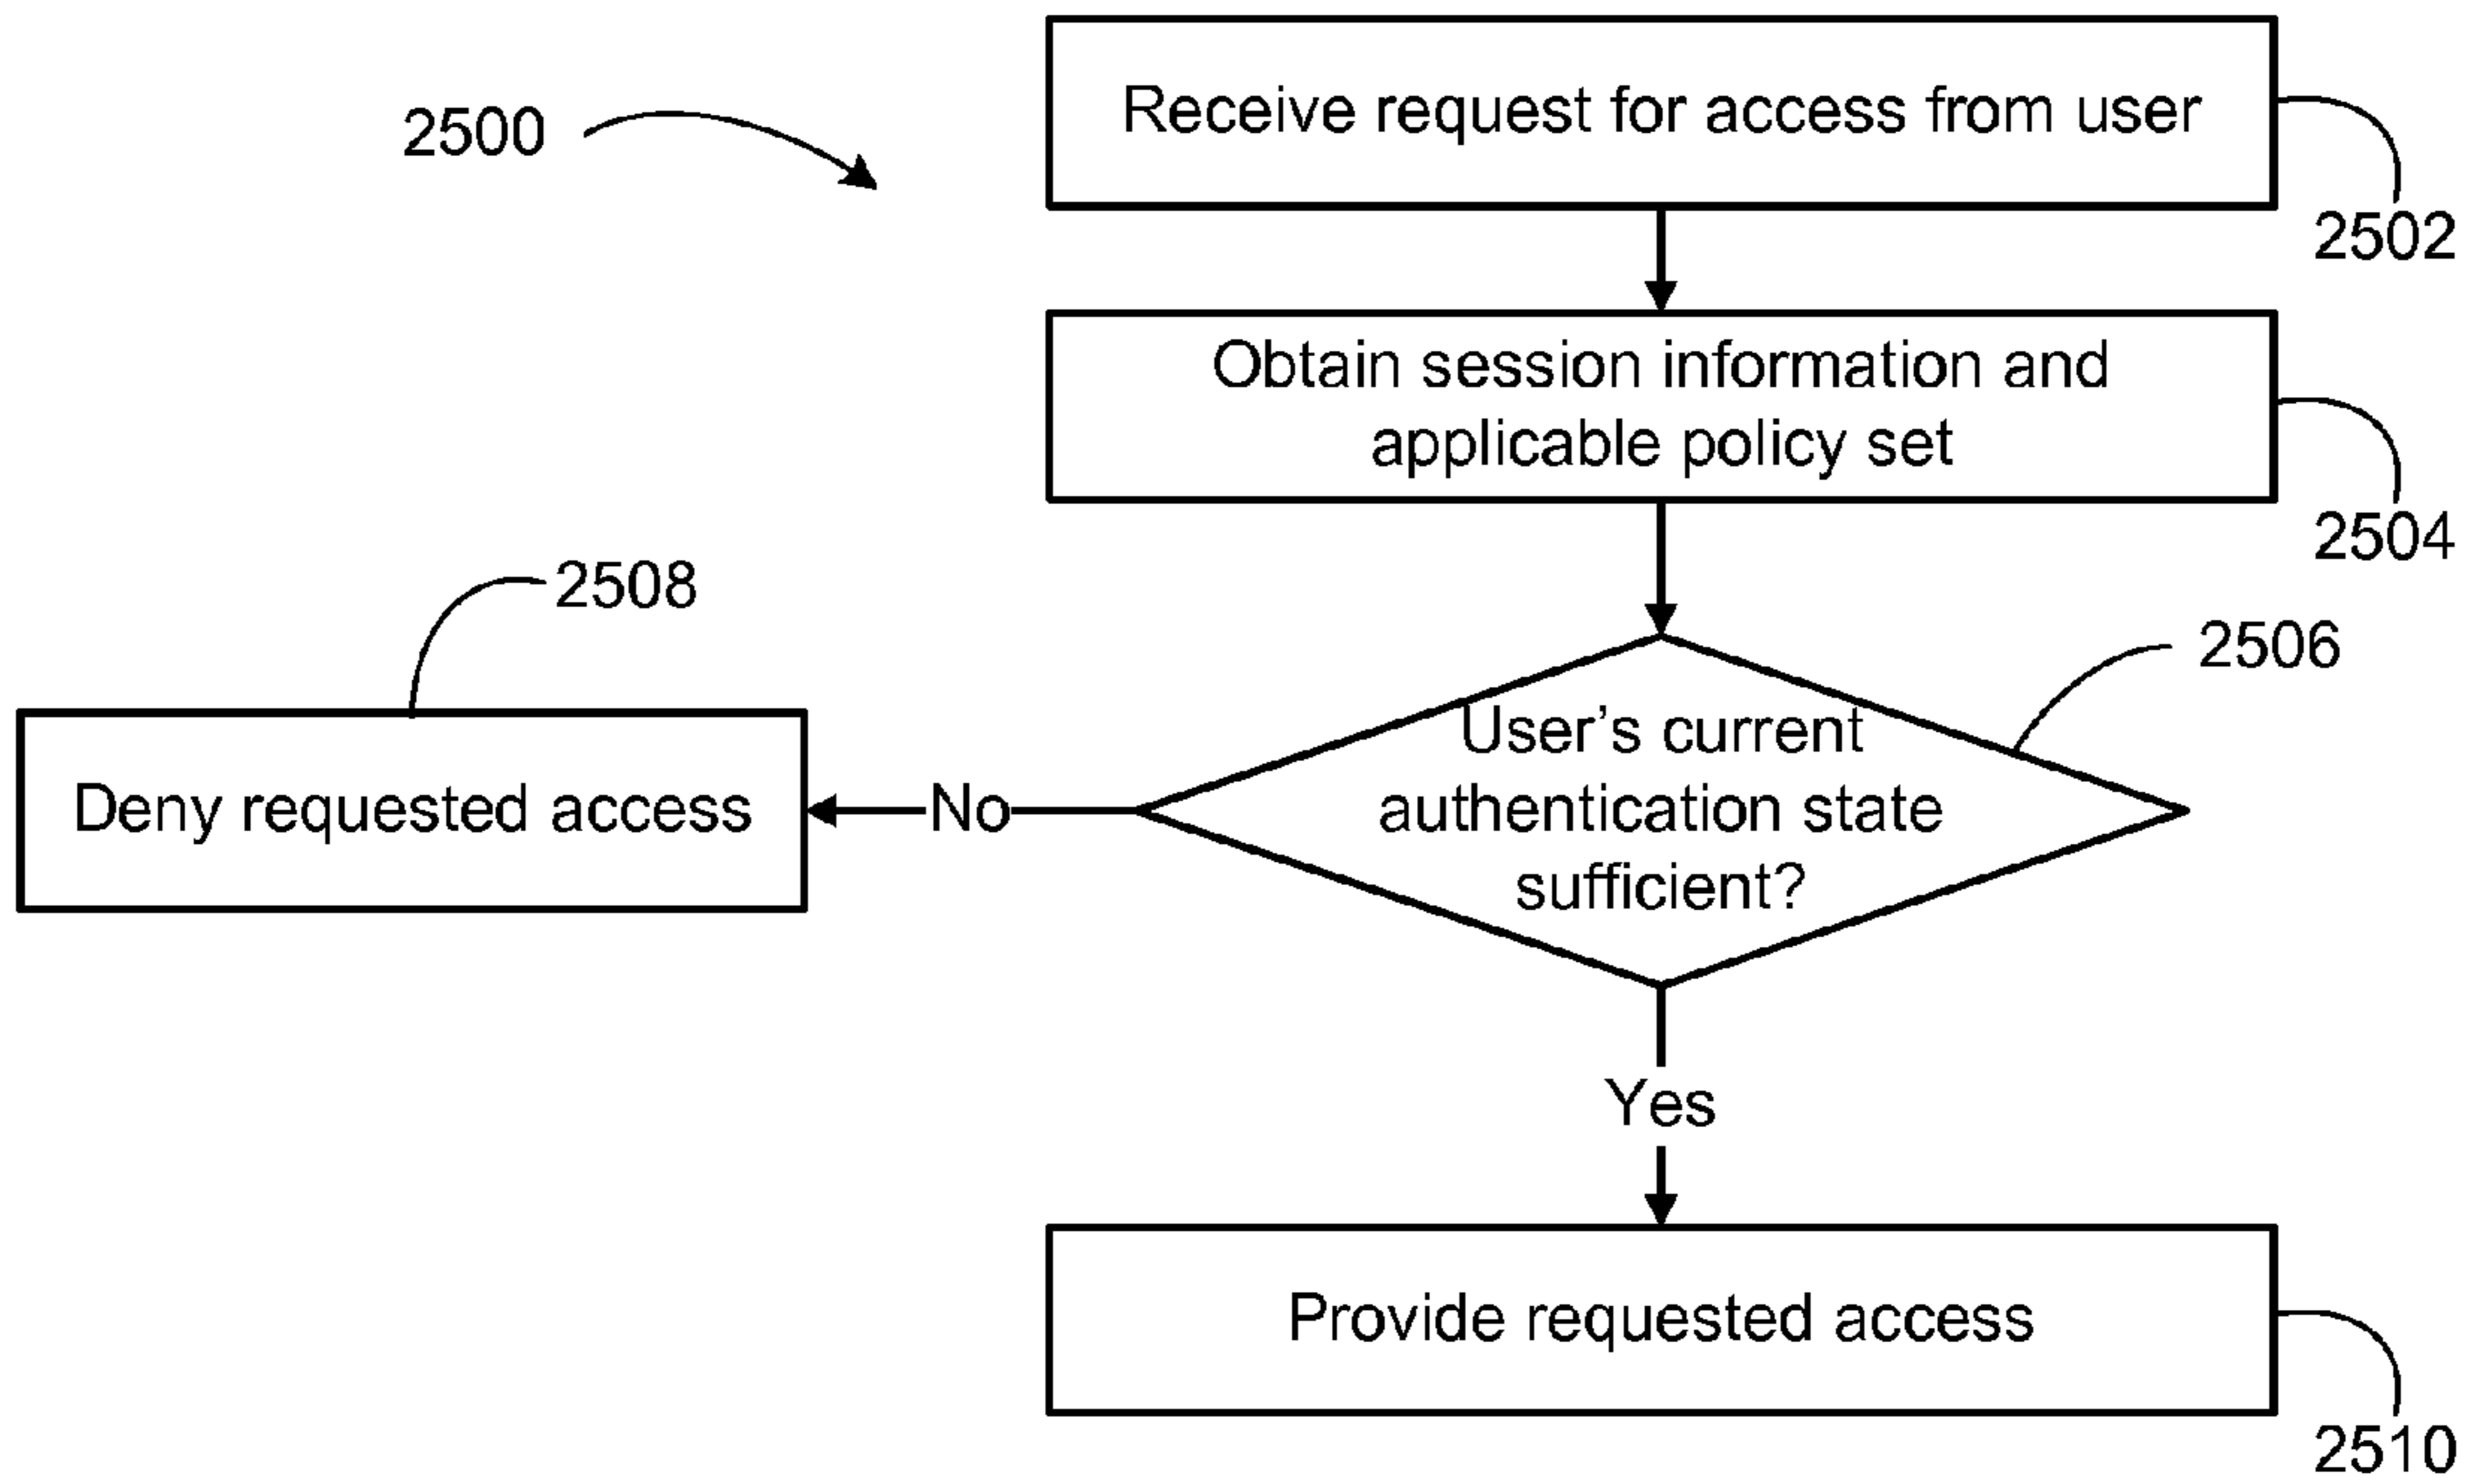 2500
Receive request for access from user
2502
Obtain session information and
applicable policy set
2504
2508
2506
User’s current
authentication state
sufficient?
No
Deny requested access
Yes
Provide requested access
2510